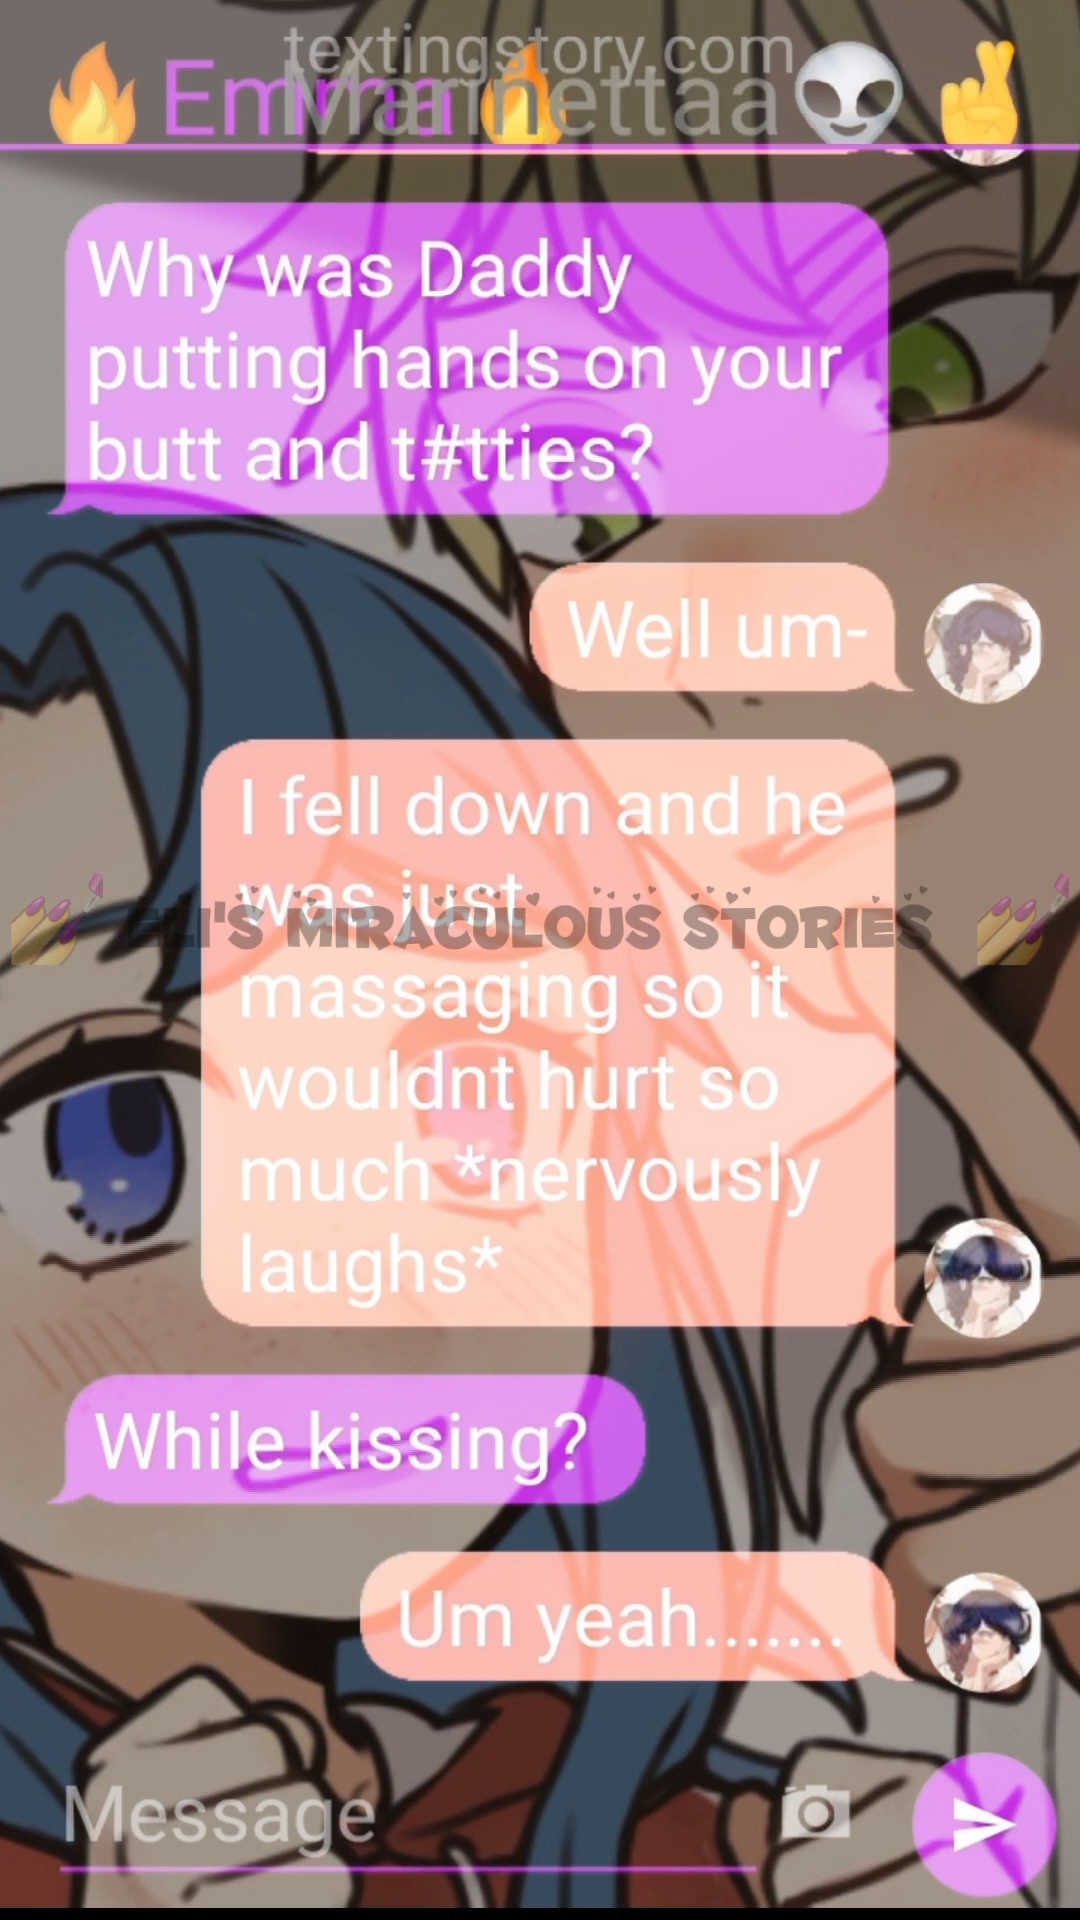 textingstory.com
🔥 Emma 🔥 Marinettaa👽🤞
Why was Daddy
putting hands on your
butt and t#tties?
Well um-
I fell down and he
was just
ELI'S MIRACULOUS STORIES
massaging so it
wouldnt hurt so
much *nervously
laughs*
While kissing?
Um yeah.......
Message